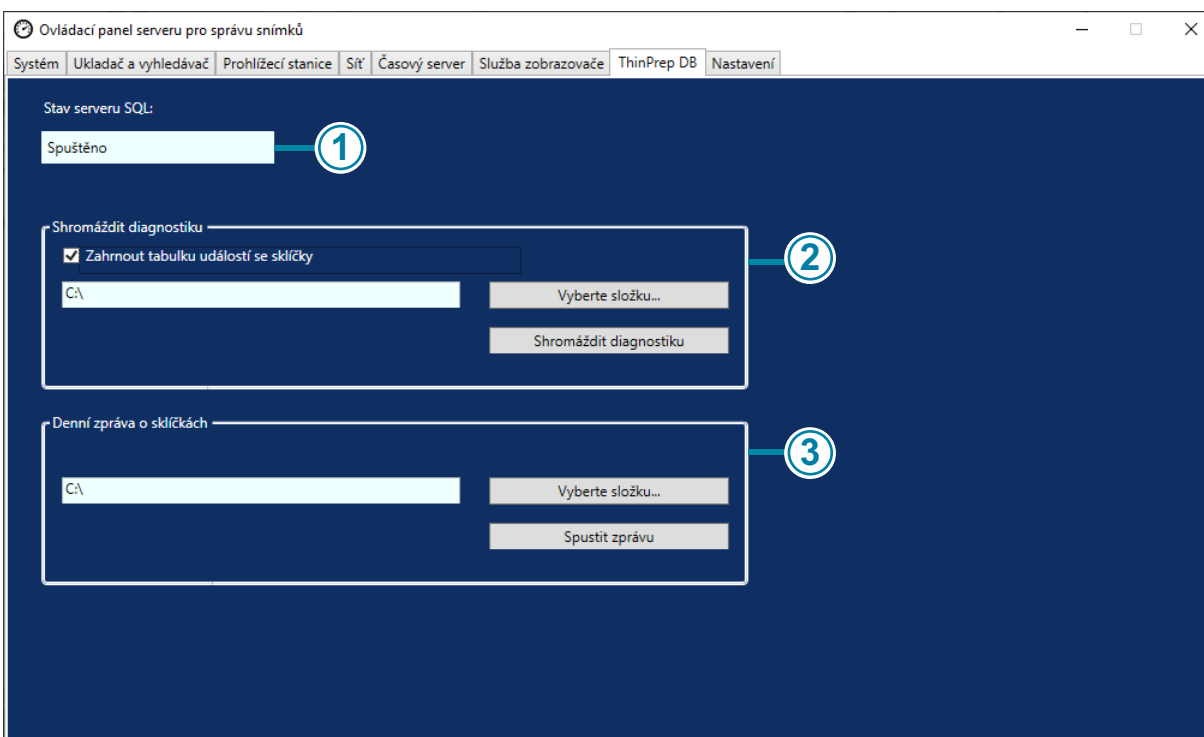 Ovládací panel serveru pro správu snímků
Systém Ukladač a vyhledávač Prohlížecí stanice Síť Časový server Služba zobrazovače ThinPrep DB Nastavení
Stav serveru SQL:
Spuštěno
1
Shromáždit diagnostiku
Zahrnout tabulku událostí se sklíčky
2
C:\ Vyberte složku...
Shromáždit diagnostiku
Denní zpráva o sklíčkách
3
C:\ Vyberte složku...
Spustit zprávu